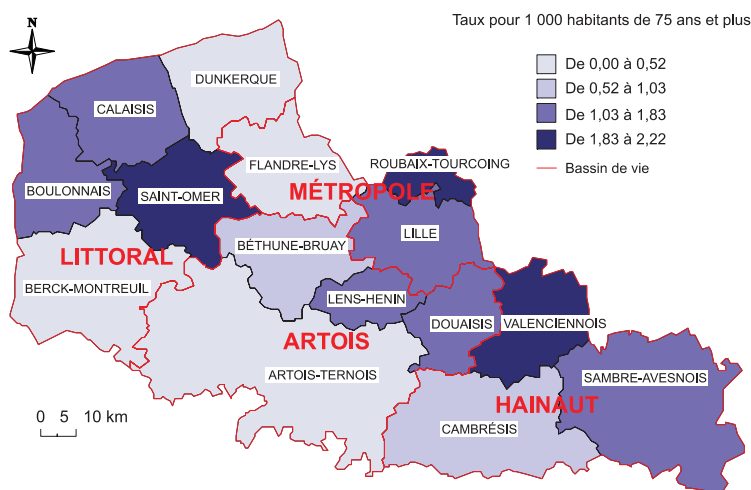 Taux pour 1 000 habitants de 75 ans et plus
N
De 0,00 à 0,52
De 0,52 à 1,03
De 1,03 à 1,83
De 1,83 à 2,22
Bassin de vie
DUNKERQUE
CALAISIS
FLANDRE-LYS
ROUBAIX-TOURCOING
MÉTROPOLE
BOULONNAIS
SAINT-OMER
LILLE
BÉTHUNE-BRUAY
LITTORAL
BERCK-MONTREUIL
LENS-HENIN
DOUAISIS
VALENCIENNOIS
ARTOIS
ARTOIS-TERNOIS
SAMBRE-AVESNOIS
HAINAUT
CAMBRÉSIS
0 5 10 km